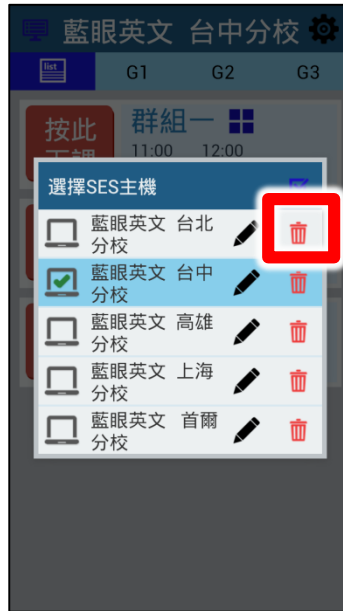 藍眼英文 台中分校
list G1 G2 G3
按此 群組一
下課 11:00 12:00
選擇SES主機
藍眼英文 台北
分校
藍眼英文 台中
分校
藍眼英文 高雄
分校
藍眼英文 上海
分校
藍眼英文 首爾
分校